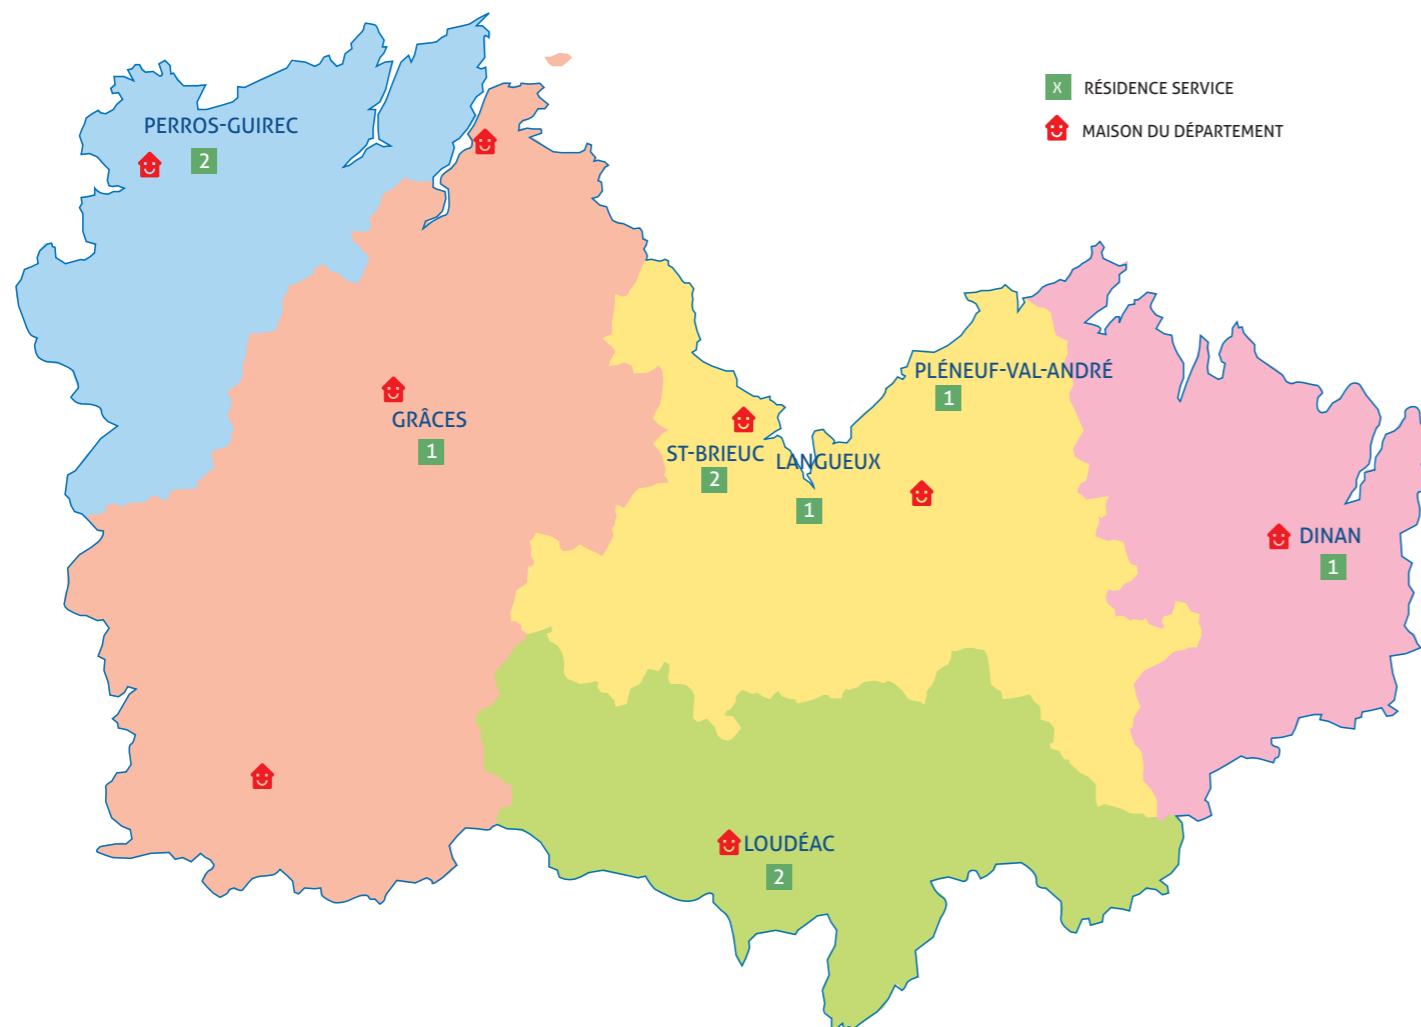 X RÉSIDENCE SERVICE
MAISON DU DÉPARTEMENT
PERROS-GUIREC
2
PLÉNEUF-VAL-ANDRÉ
1
GRÂCES
1
ST-BRIEUC
2
LANGUEUX
1
DINAN
1
LOUDÉAC
2